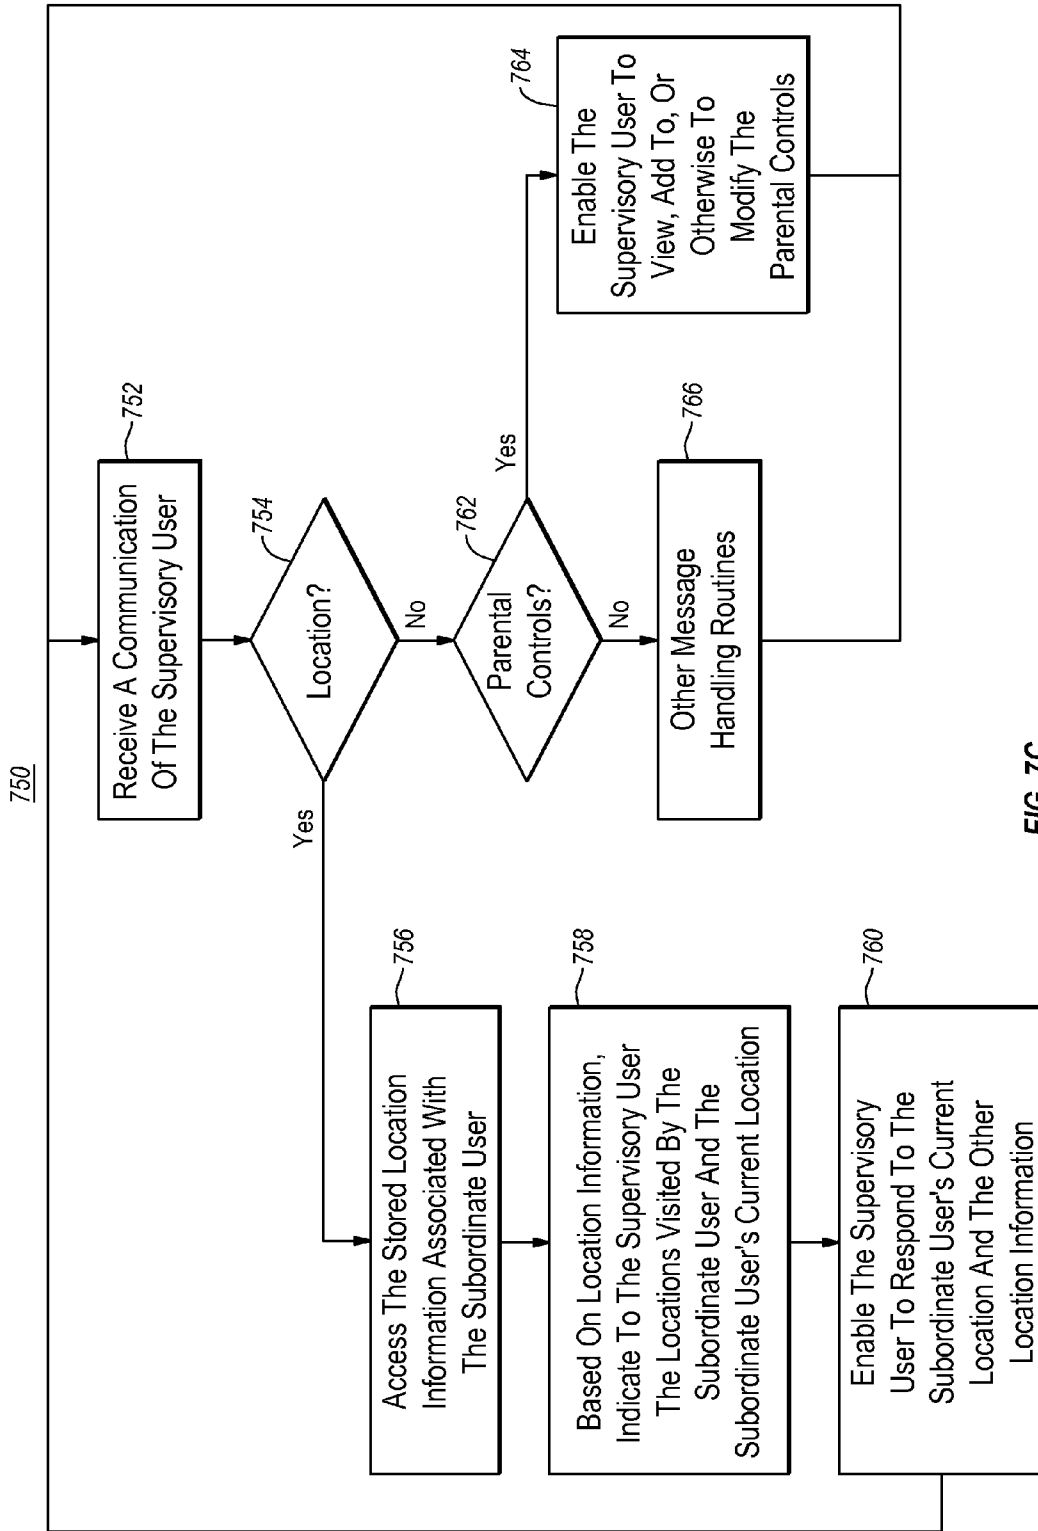 750
Receive A Communication
Of The Supervisory User
752
Location?
754
Yes
No
Access The Stored Location
Information Associated With
The Subordinate User
756
Based On Location Information,
Indicate To The Supervisory User
The Locations Visited By The
Subordinate User And The
Subordinate User's Current Location
758
Enable The Supervisory
User To Respond To The
Subordinate User's Current
Location And The Other
Location Information
760
Parental
Controls?
762
Yes
No
Enable The
Supervisory User To
View, Add To, Or
Otherwise To
Modify The
Parental Controls
764
Other Message
Handling Routines
766
FIG. 7C